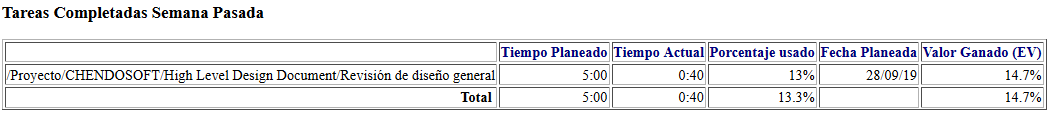 Tareas Completadas Semana Pasada
Tiempo Planeado Tiempo Actual Porcentaje usado Fecha Planeada Valor Ganado (EV)
/Proyecto/CHENDOSOFT/High Level Design Document/Revisión de diseño general 5:00 0:40 13% 28/09/19 14.7%
Total 5:00 0:40 13.3% 14.7%